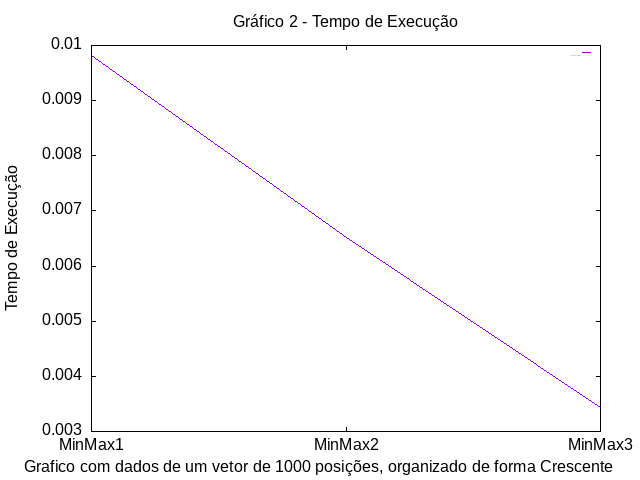 Gráfico 2 - Tempo de Execução
0.01
0.009
0.008
0.007
0.006
0.005
0.004
0.003
Tempo de Execução
MinMax1 MinMax2 MinMax3
Grafico com dados de um vetor de 1000 posições, organizado de forma Crescente